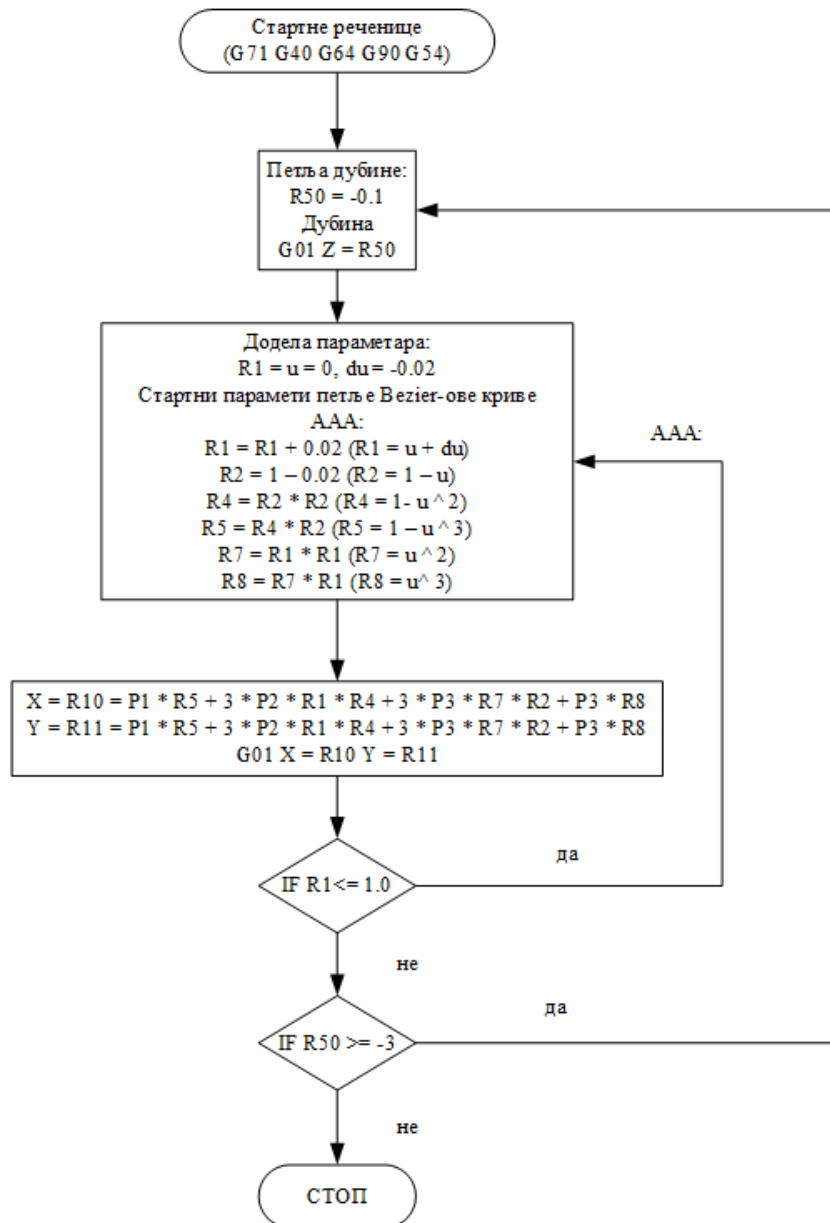 Стартне реченице
(G71 G40 G64 G90 G54)
Петља дубине:
R50 = -0.1
Дубина
G01 Z = R50
Додела параметара:
R1 = u = 0, du = -0.02
Стартни парамети петље Bezier-ове криве
ААА:
R1 = R1 + 0.02 (R1 = u + du)
R2 = 1 – 0.02 (R2 = 1 – u)
R4 = R2 * R2 (R4 = 1- u ^ 2)
R5 = R4 * R2 (R5 = 1 – u ^ 3)
R7 = R1 * R1 (R7 = u ^ 2)
R8 = R7 * R1 (R8 = u^ 3)
ААА:
X = R10 = P1 * R5 + 3 * P2 * R1 * R4 + 3 * P3 * R7 * R2 + P3 * R8
Y = R11 = P1 * R5 + 3 * P2 * R1 * R4 + 3 * P3 * R7 * R2 + P3 * R8
G01 X = R10 Y = R11
IF R1<= 1.0
да
не
IF R50 >= -3
да
не
СТОП